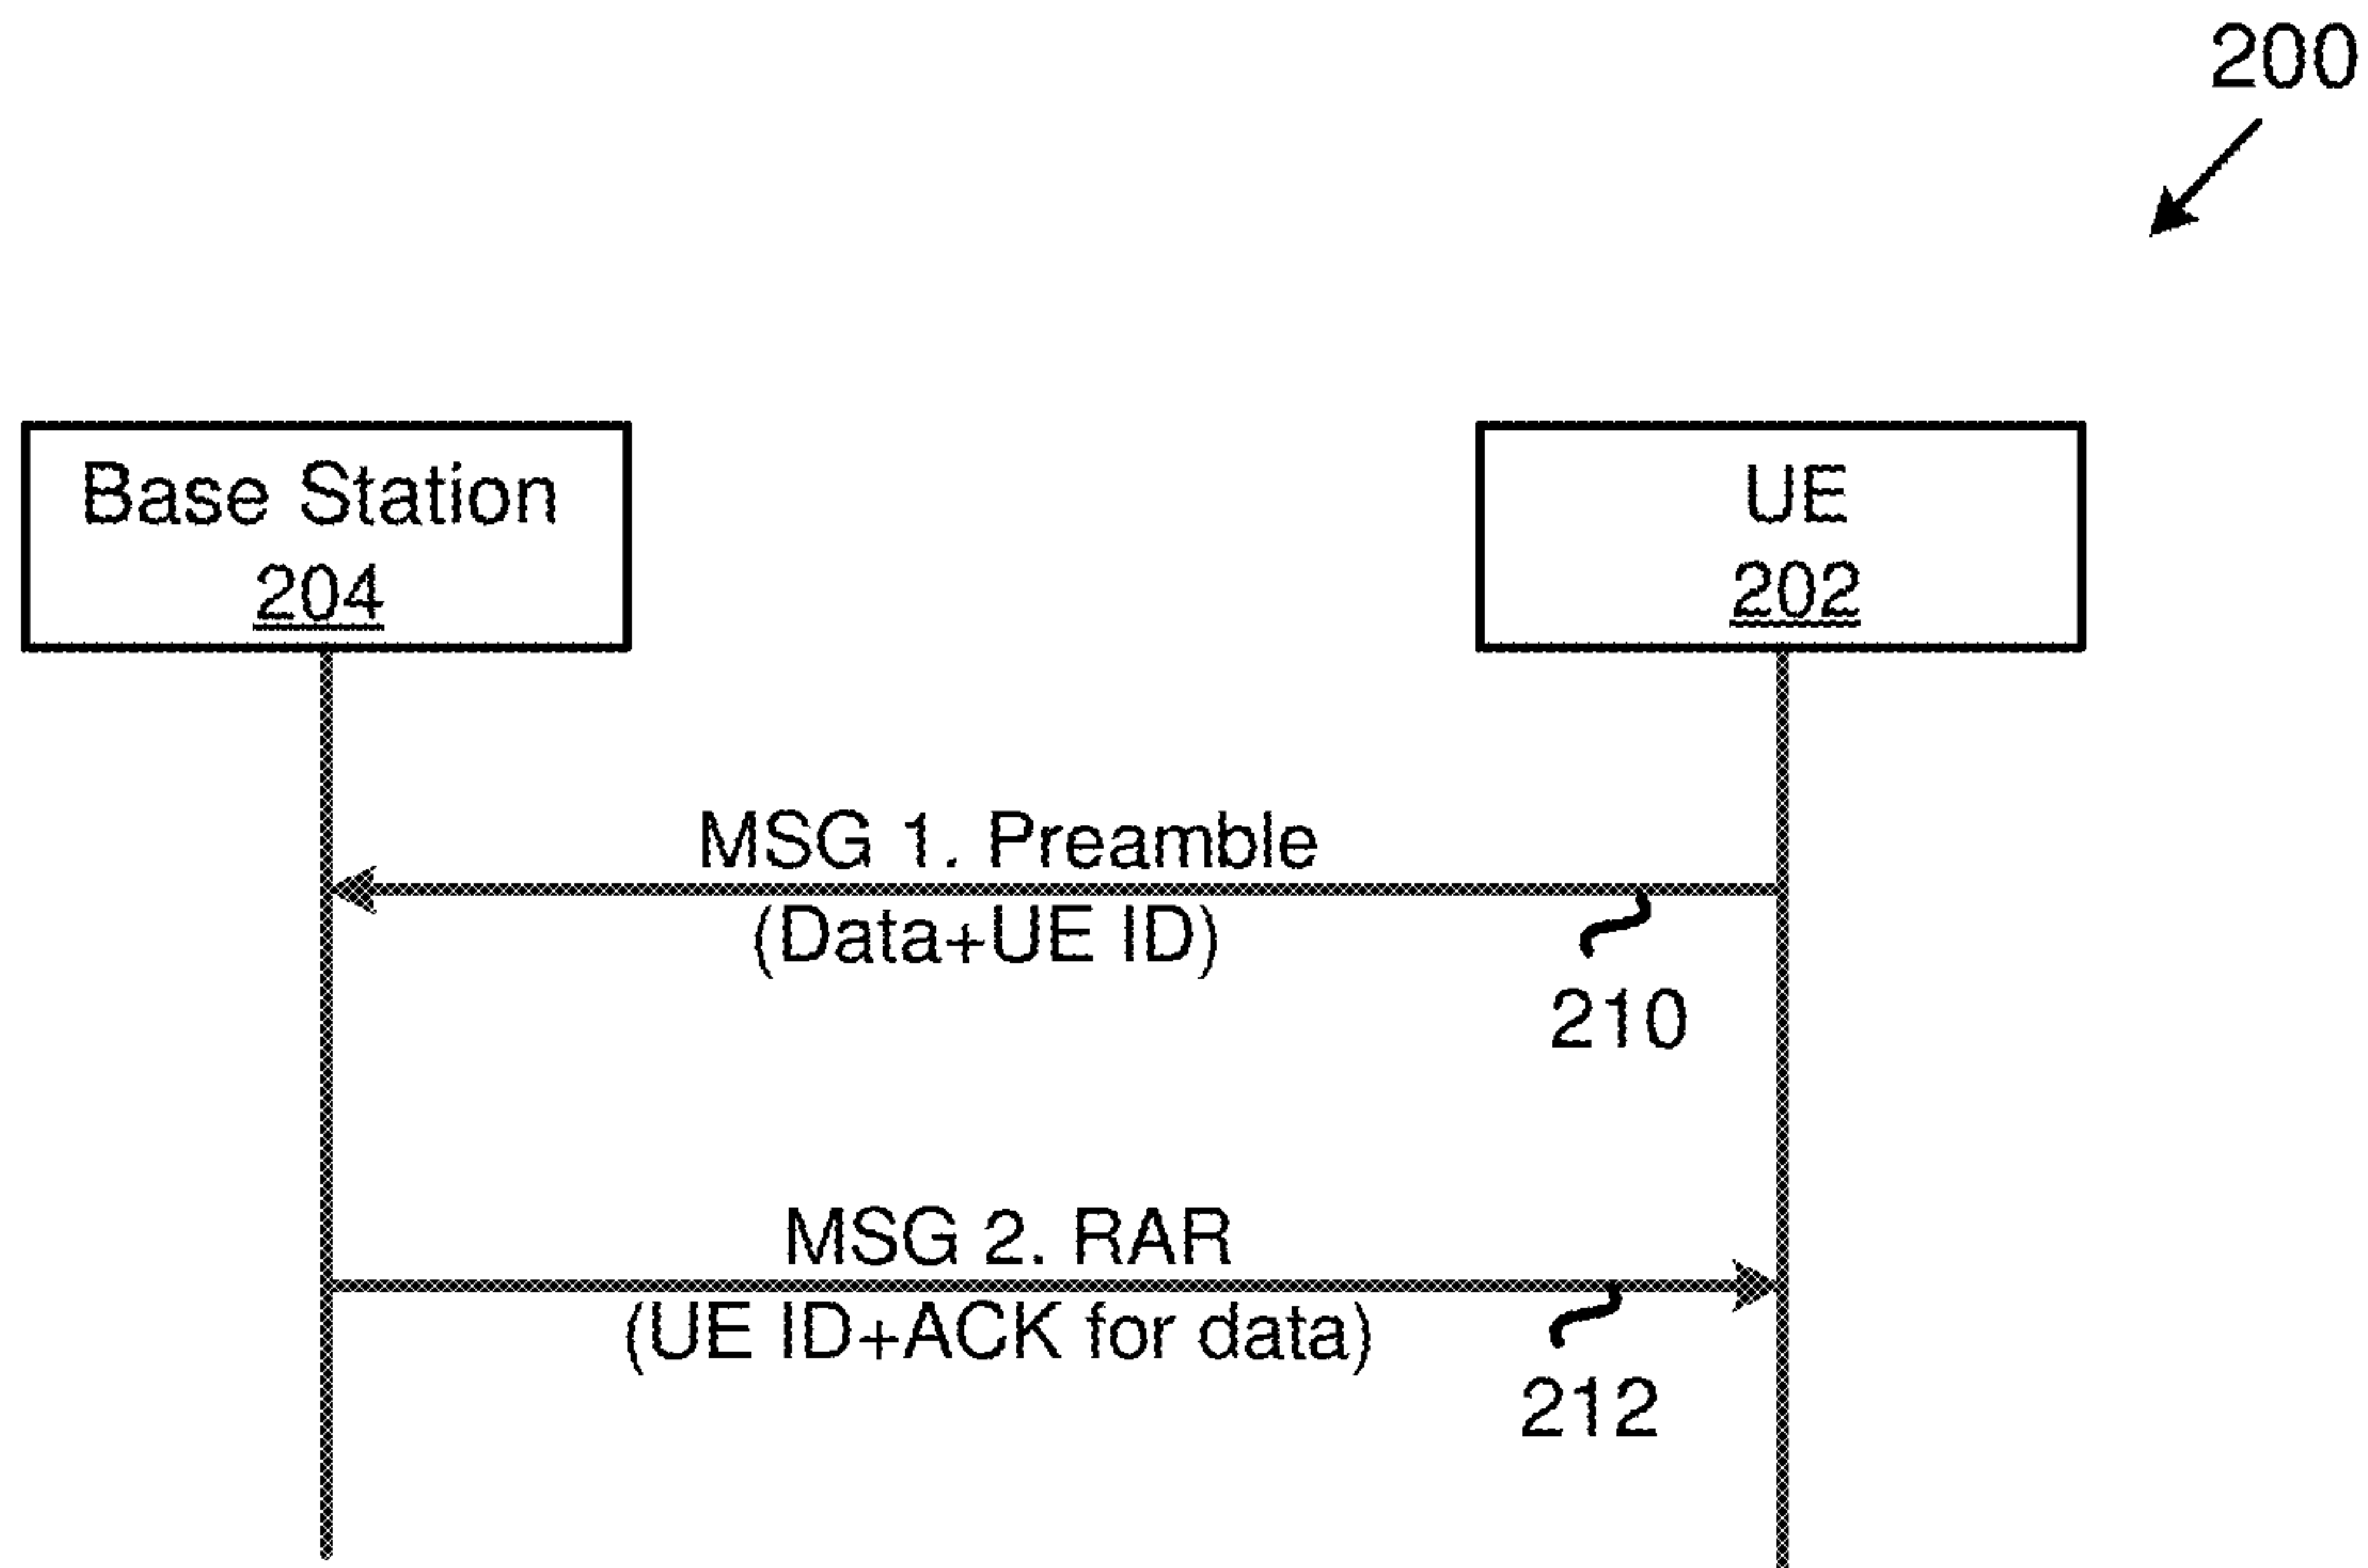 200
Base Station
204
UE
202
MSG 1. Preamble
(Data+UE ID)
210
MSG 2. RAR
(UE ID+ACK for data)
212